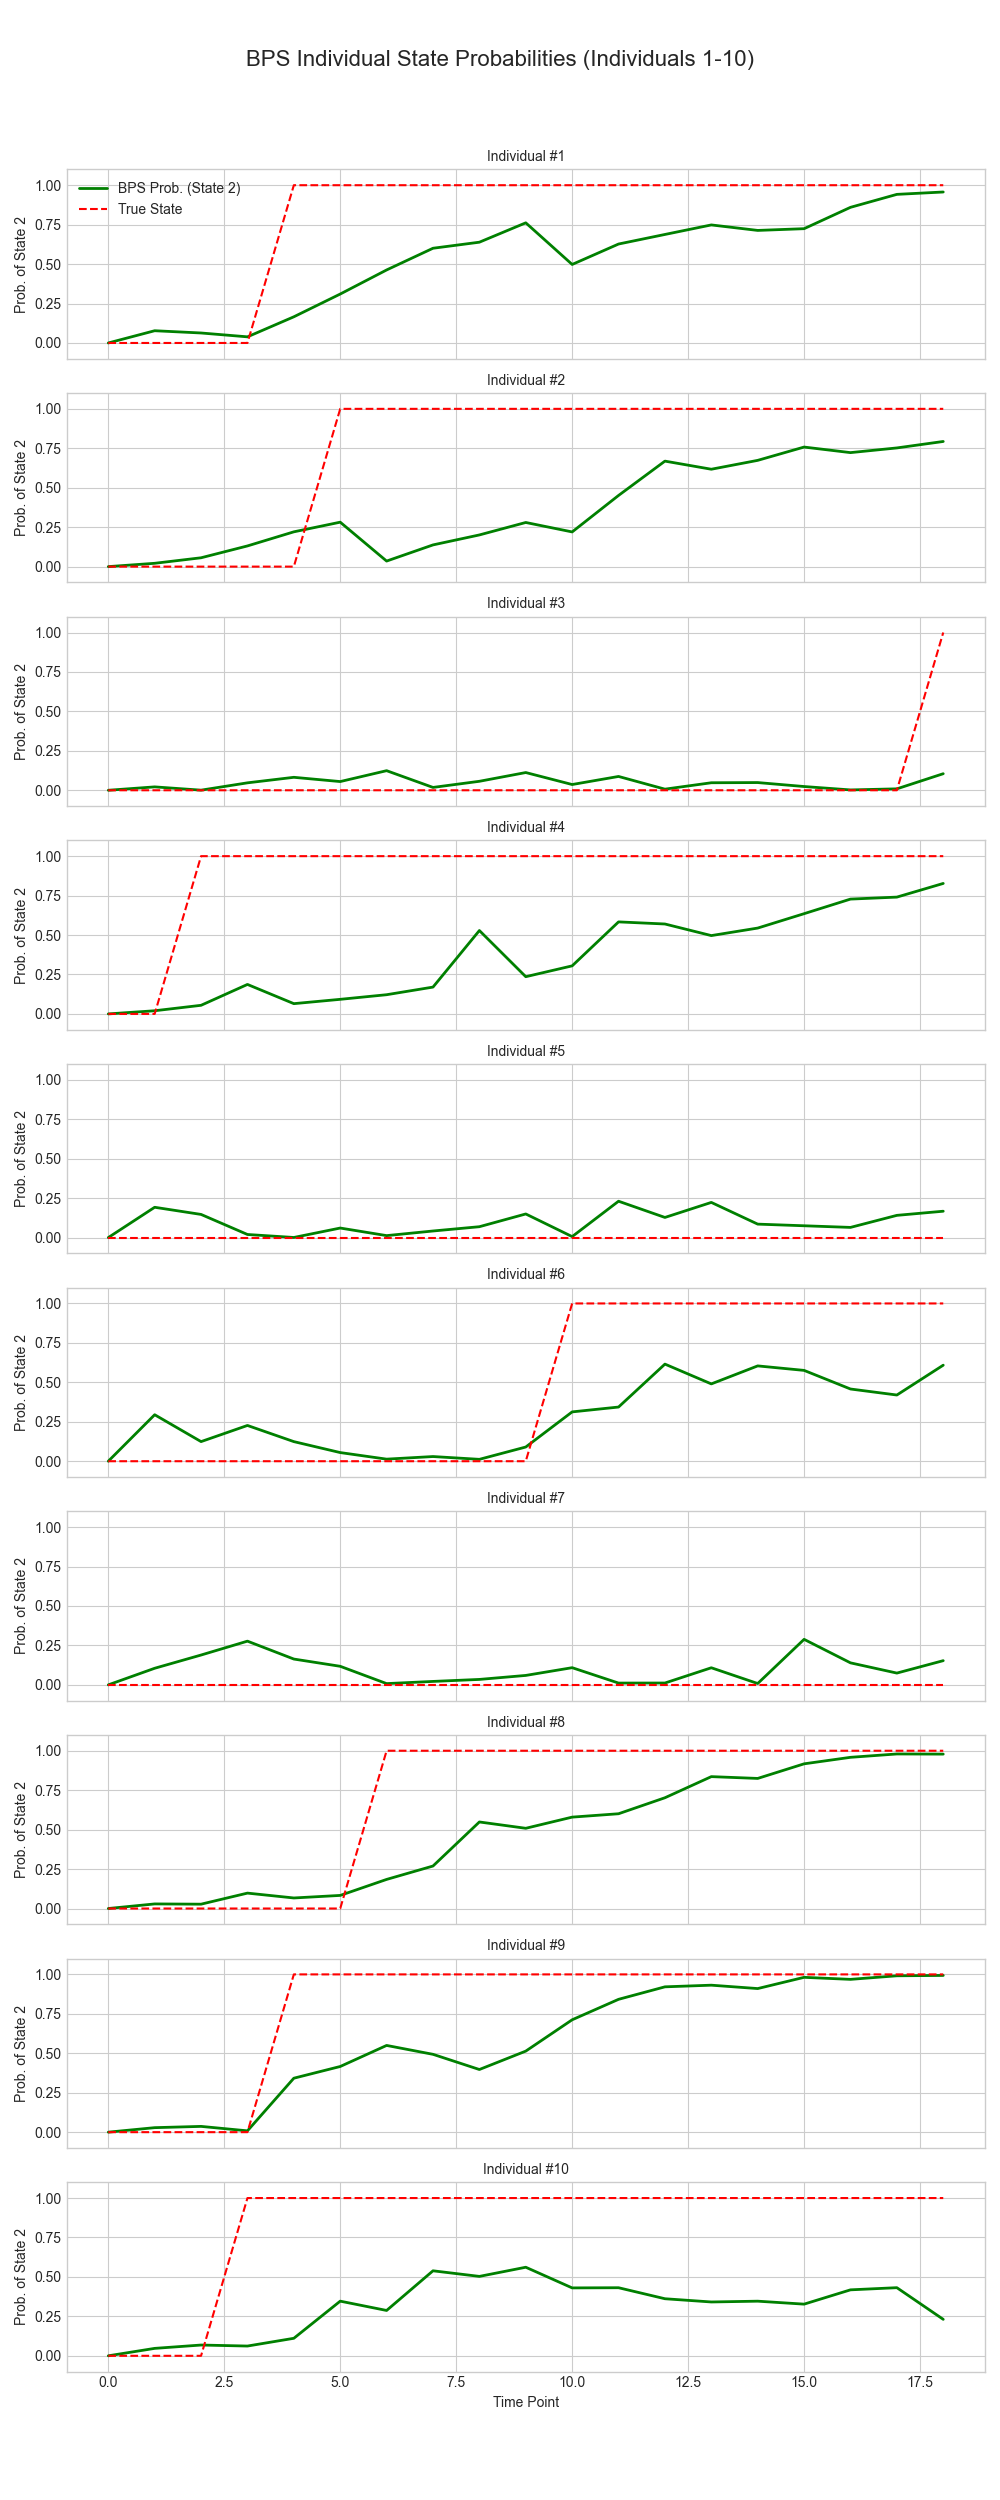 BPS Individual State Probabilities (Individuals 1-10)
Individual #1
BPS Prob. (State 2)
True State
Prob. of State 2
1.00
0.75
0.50
0.25
0.00
Individual #2
Prob. of State 2
1.00
0.75
0.50
0.25
0.00
Individual #3
Prob. of State 2
1.00
0.75
0.50
0.25
0.00
Individual #4
Prob. of State 2
1.00
0.75
0.50
0.25
0.00
Individual #5
Prob. of State 2
1.00
0.75
0.50
0.25
0.00
Individual #6
Prob. of State 2
1.00
0.75
0.50
0.25
0.00
Individual #7
Prob. of State 2
1.00
0.75
0.50
0.25
0.00
Individual #8
Prob. of State 2
1.00
0.75
0.50
0.25
0.00
Individual #9
Prob. of State 2
1.00
0.75
0.50
0.25
0.00
Individual #10
Prob. of State 2
1.00
0.75
0.50
0.25
0.00
0.0 2.5 5.0 7.5 10.0 12.5 15.0 17.5
Time Point